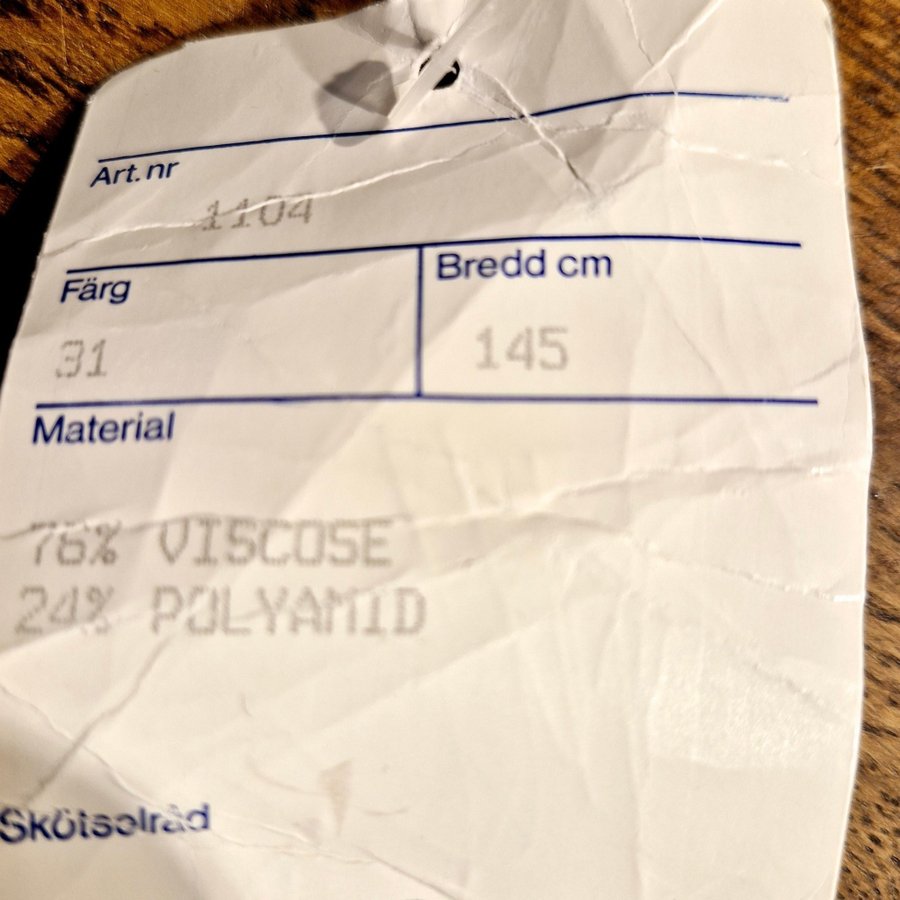 Art.nr
1104
Färg
Bredd cm
31
145
Material
76% VISCOSE
24% POLYAMID
Skötselråd